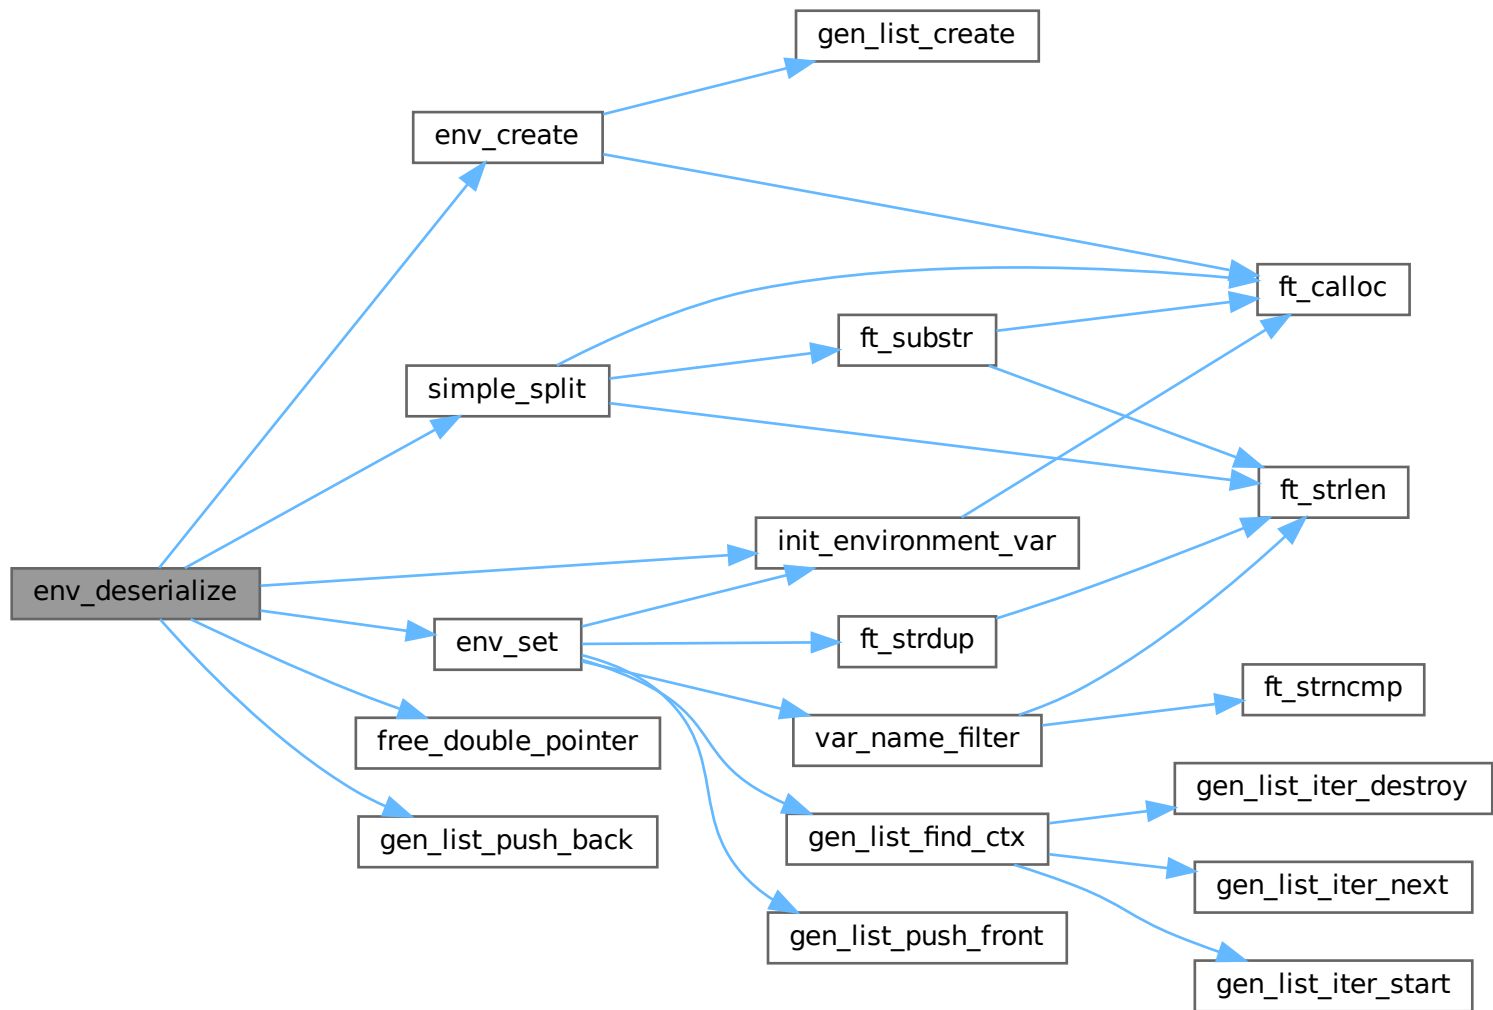 gen_list_create
env_create
ft_calloc
ft_substr
simple_split
ft_strlen
init_environment_var
env_deserialize
env_set
ft_strdup
ft_strncmp
free_double_pointer
var_name_filter
gen_list_iter_destroy
gen_list_push_back
gen_list_find_ctx
gen_list_iter_next
gen_list_push_front
gen_list_iter_start